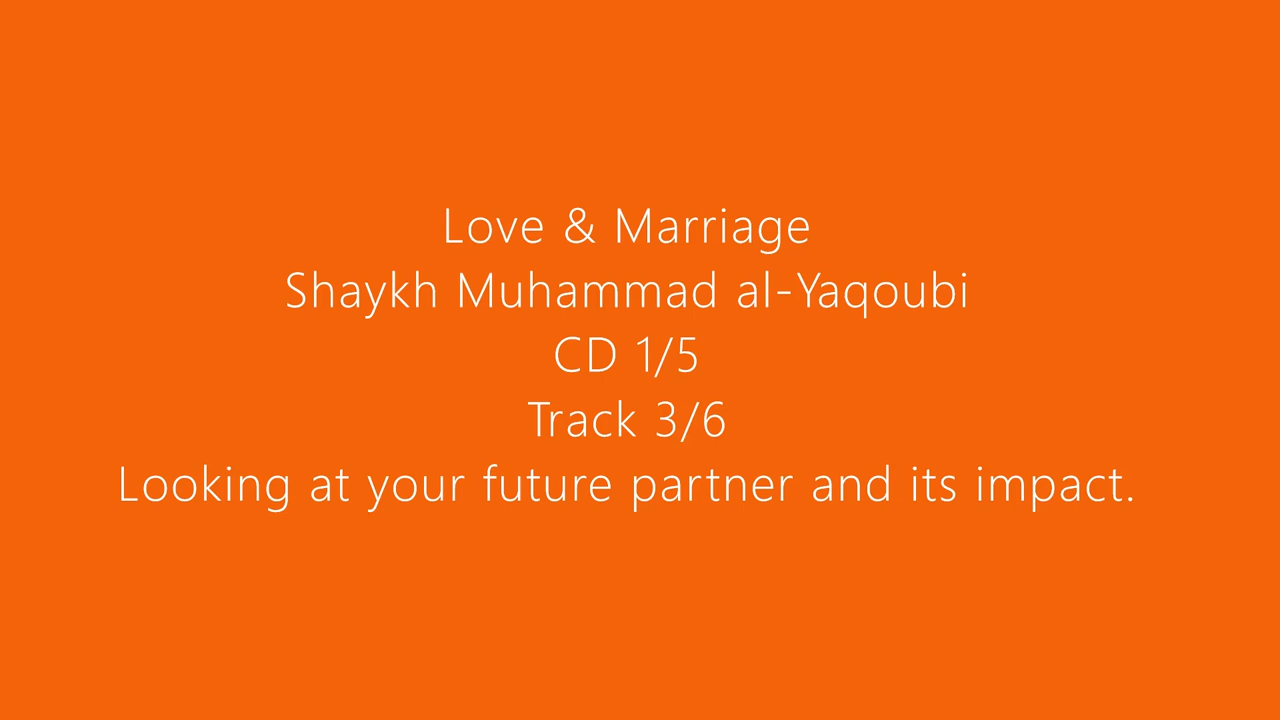 Love & Marriage
Shaykh Muhammad al-Yaqoubi
CD 1/5
Track 3/6
Looking at your future partner and its impact.